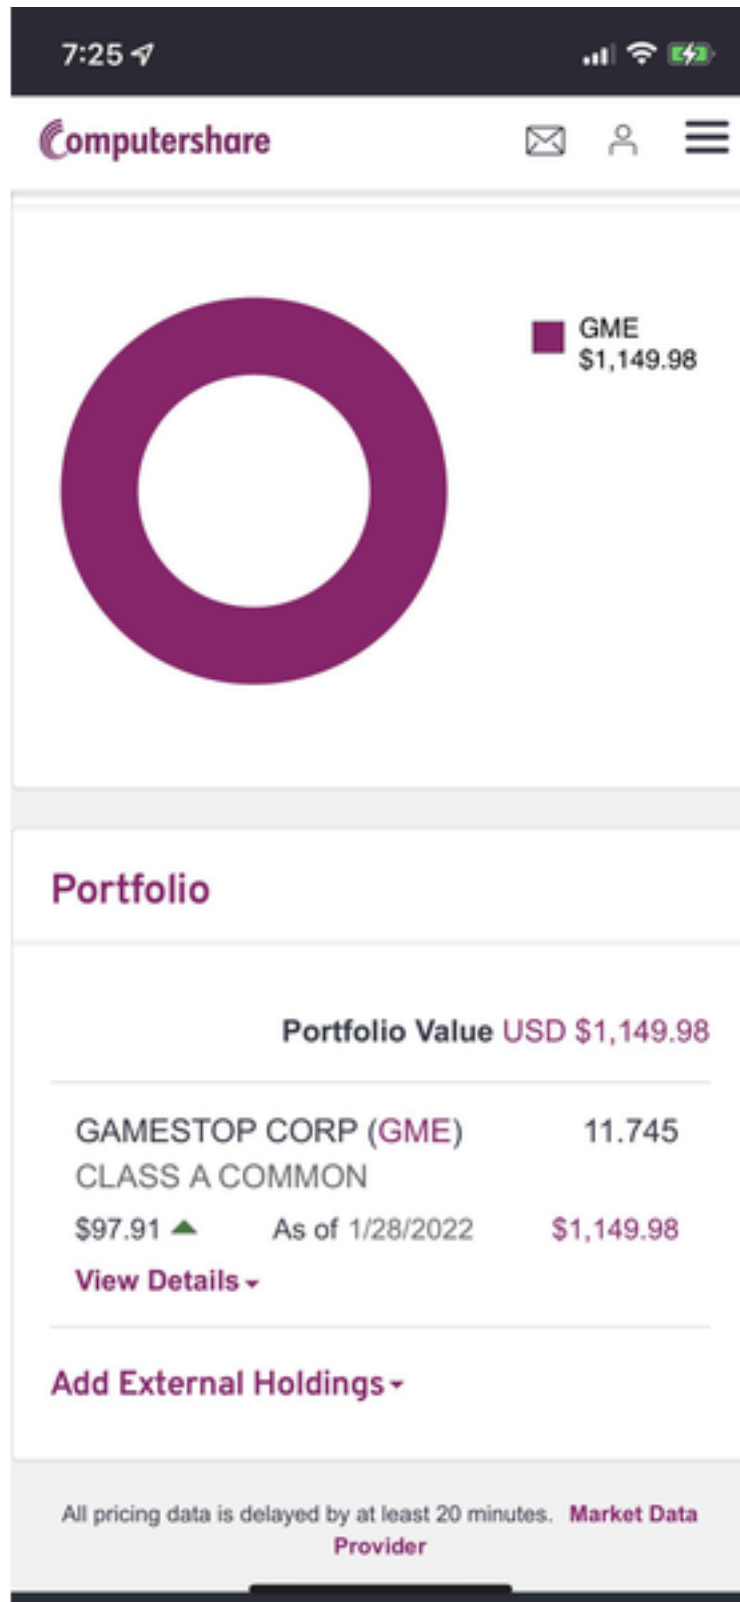 7:25
Computershare
GME
$1,149.98
Portfolio
Portfolio Value USD $1,149.98
GAMESTOP CORP (GME) 11.745
CLASS A COMMON
$97.91 As of 1/28/2022 $1,149.98
View Details
Add External Holdings
All pricing data is delayed by at least 20 minutes. Market Data
Provider